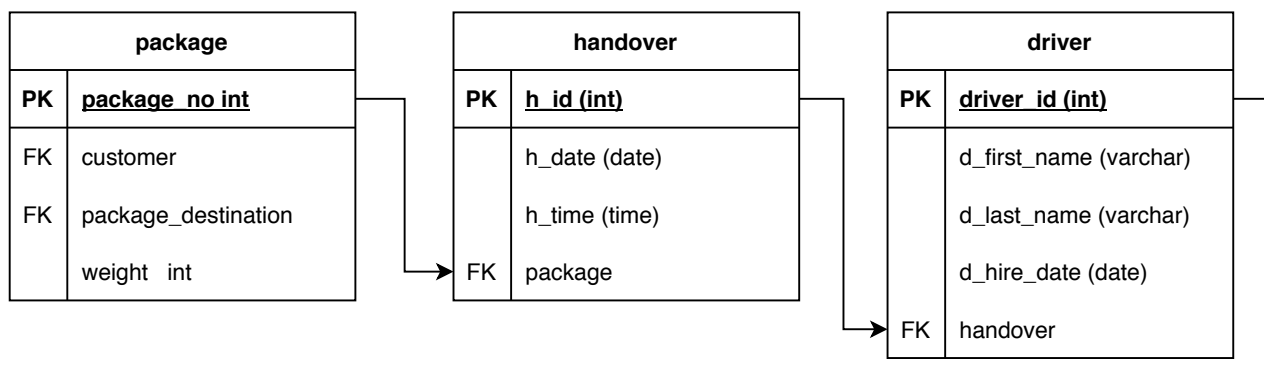 package
PK package_no int
FK customer
FK package_destination
weight int
handover
PK h_id (int)
h_date (date)
h_time (time)
FK package
driver
PK driver_id (int)
d_first_name (varchar)
d_last_name (varchar)
d_hire_date (date)
FK handover